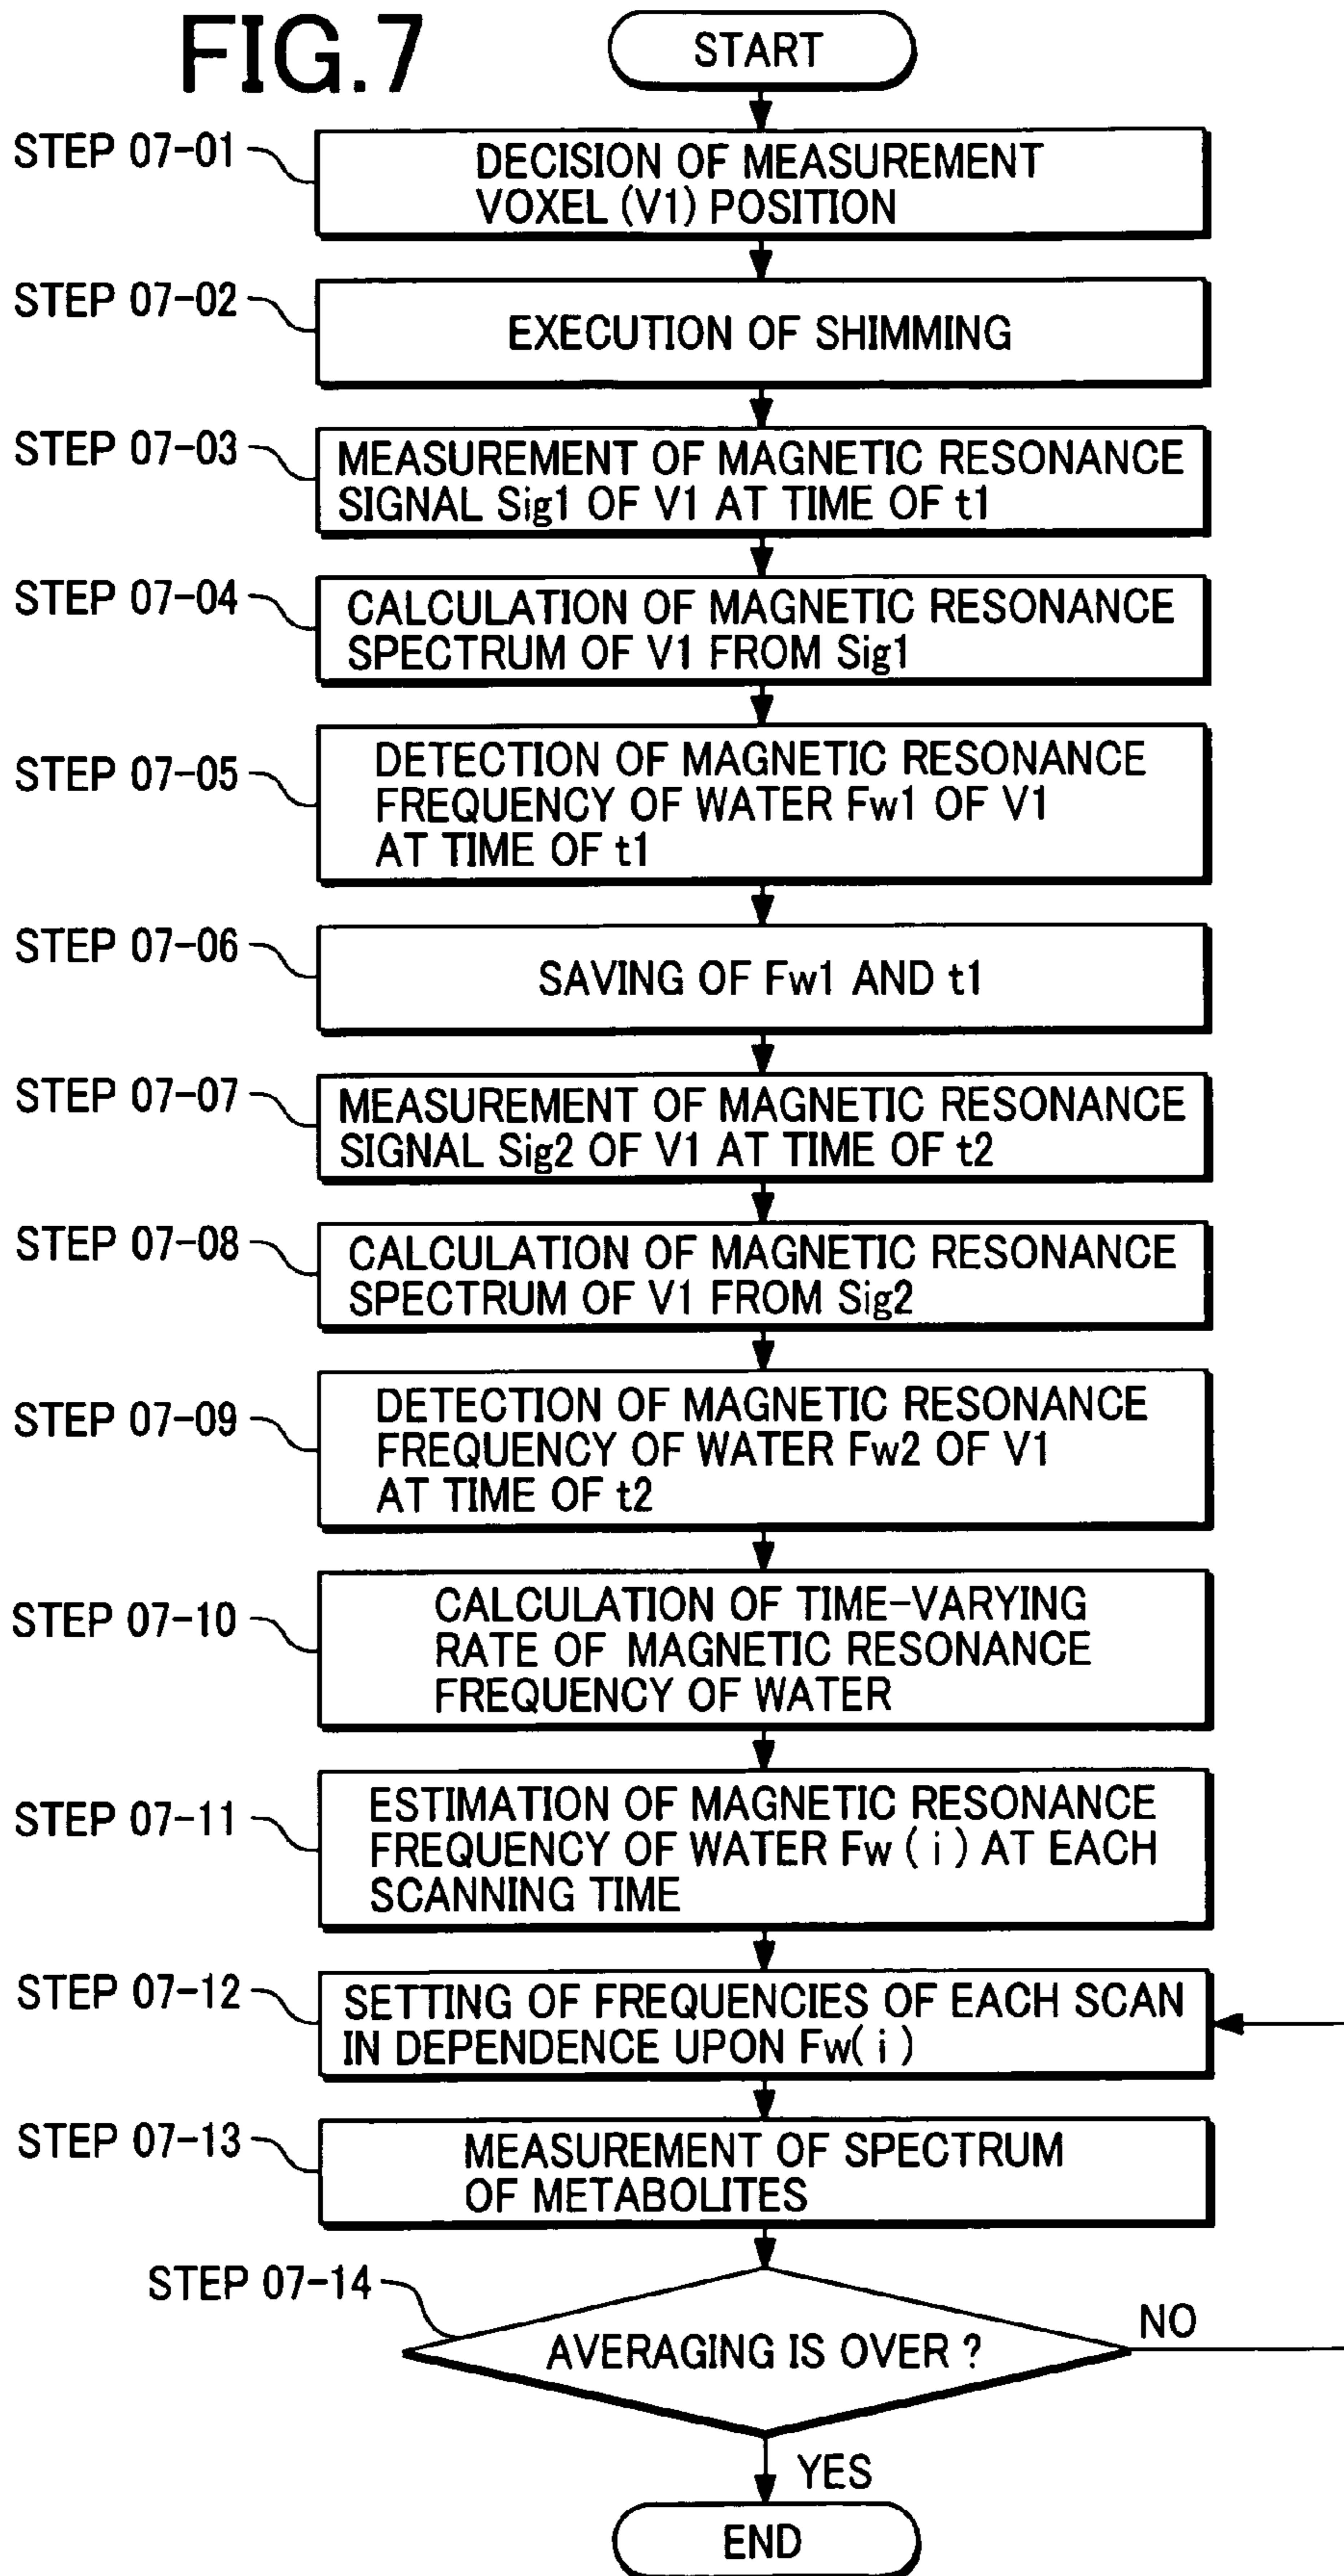 FIG.7
START
STEP 07-01
DECISION OF MEASUREMENT
VOXEL (V1) POSITION
STEP 07-02
EXECUTION OF SHIMMING
STEP 07-03
MEASUREMENT OF MAGNETIC RESONANCE
SIGNAL Sig1 OF V1 AT TIME OF t1
STEP 07-04
CALCULATION OF MAGNETIC RESONANCE
SPECTRUM OF V1 FROM Sig1
STEP 07-05
DETECTION OF MAGNETIC RESONANCE
FREQUENCY OF WATER Fw1 OF V1
AT TIME OF t1
STEP 07-06
SAVING OF Fw1 AND t1
STEP 07-07
MEASUREMENT OF MAGNETIC RESONANCE
SIGNAL Sig2 OF V1 AT TIME OF t2
STEP 07-08
CALCULATION OF MAGNETIC RESONANCE
SPECTRUM OF V1 FROM Sig2
STEP 07-09
DETECTION OF MAGNETIC RESONANCE
FREQUENCY OF WATER Fw2 OF V1
AT TIME OF t2
STEP 07-10
CALCULATION OF TIME-VARYING
RATE OF MAGNETIC RESONANCE
FREQUENCY OF WATER
STEP 07-11
ESTIMATION OF MAGNETIC RESONANCE
FREQUENCY OF WATER Fw ( i ) AT EACH
SCANNING TIME
STEP 07-12
SETTING OF FREQUENCIES OF EACH SCAN
IN DEPENDENCE UPON Fw( i )
STEP 07-13
MEASUREMENT OF SPECTRUM
OF METABOLITES
STEP 07-14
AVERAGING IS OVER ?
NO
YES
END